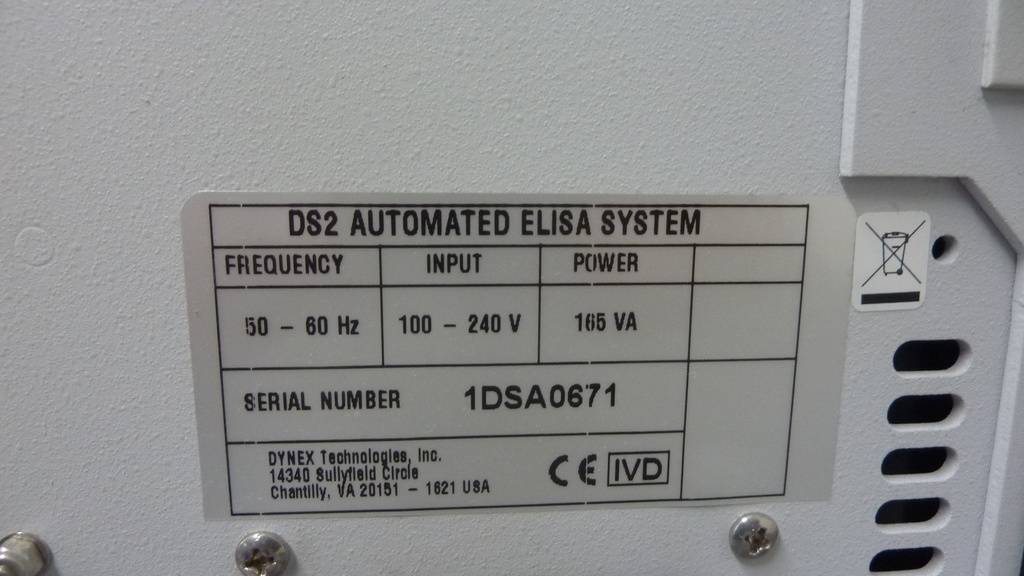 DS2 AUTOMATED ELISA SYSTEM
FREQUENCY INPUT POWER
50 - 60 Hz 100 - 240 V 165 VA
SERIAL NUMBER 1DSA0671
DYNEX Technologies, Inc.
14340 Sullyfield Circle
Chantilly, VA 20151 - 1621 USA
CE IVD